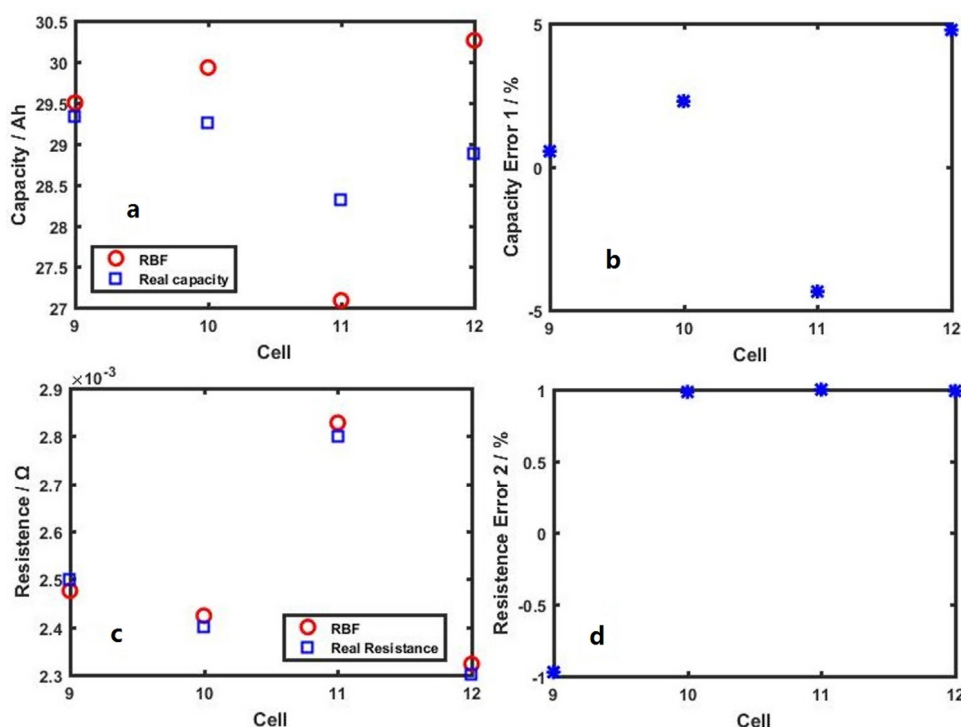 30.5
30
29.5
29
28.5
28
27.5
27
Capacity / Ah
a
RBF
Real capacity
9 10 11 12
Cell
5
0
-5
Capacity Error 1 / %
b
9 10 11 12
Cell
×10⁻³
2.9
2.8
2.7
2.6
2.5
2.4
2.3
Resistence / Ω
c
RBF
Real Resistance
9 10 11 12
Cell
1
0.5
0
-0.5
-1
Resistence Error 2 / %
d
9 10 11 12
Cell